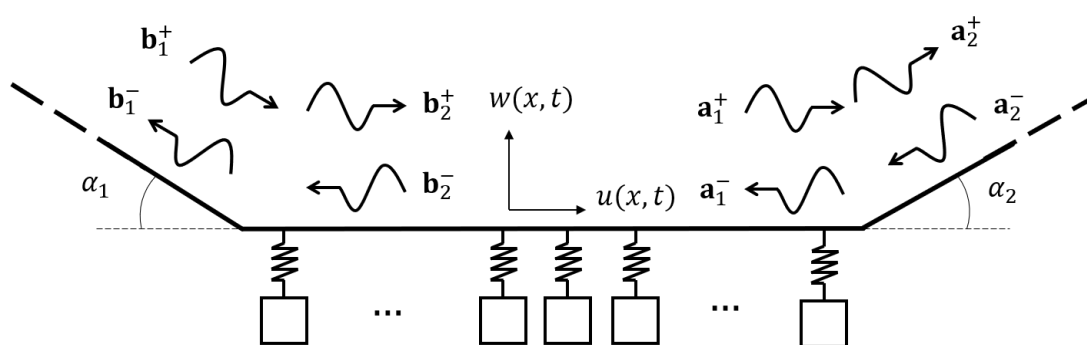 𝐛₁⁺
𝐛₁⁻
𝐛₂⁺
𝐛₂⁻
w(x, t)
u(x, t)
𝐚₁⁺
𝐚₂⁺
𝐚₂⁻
𝐚₁⁻
α₁
α₂
...
...